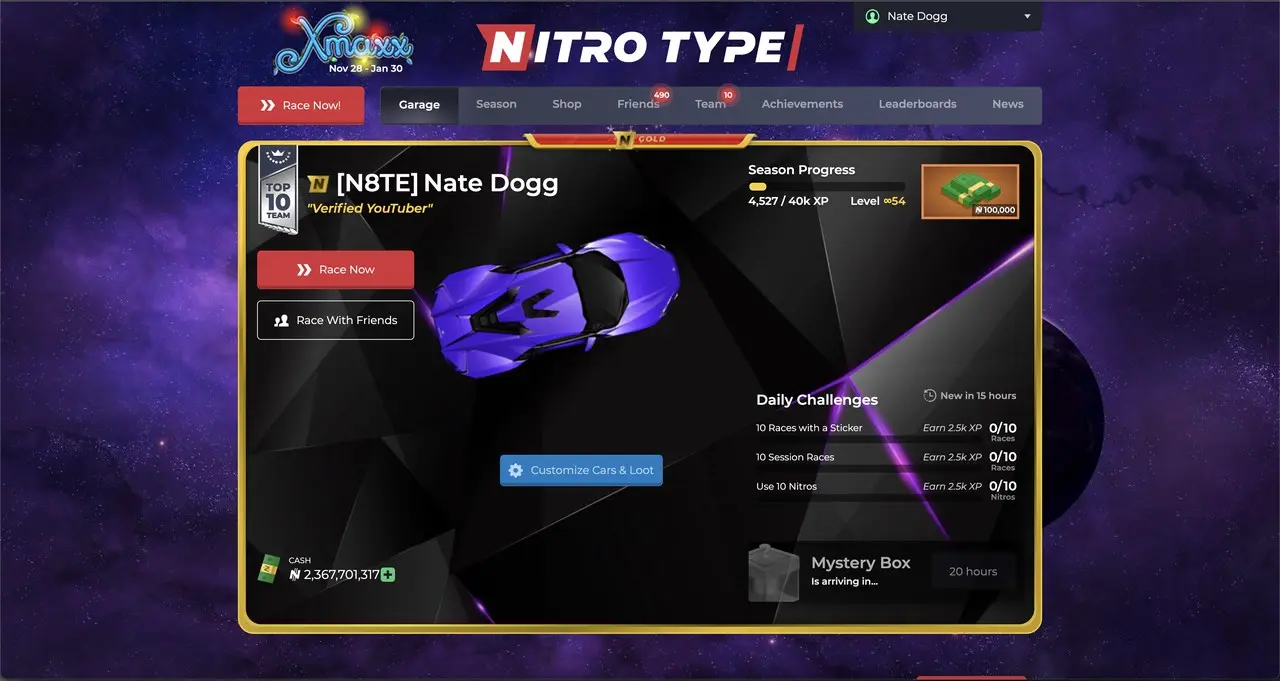 Xmaxx
Nov 28 - Jan 30
NITRO TYPE
Nate Dogg
Race Now!
Garage
Season
Shop
Friends
490
Team
10
Achievements
Leaderboards
News
N GOLD
TOP
10
TEAM
N [N8TE] Nate Dogg
"Verified YouTuber"
Race Now
Race With Friends
Season Progress
4,527 / 40k XP
Level ∞54
N 100,000
Customize Cars & Loot
Daily Challenges
New in 15 hours
10 Races with a Sticker
Earn 2.5k XP
0/10
Races
10 Session Races
Earn 2.5k XP
0/10
Races
Use 10 Nitros
Earn 2.5k XP
0/10
Nitros
CASH
N 2,367,701,317
Mystery Box
Is arriving in...
20 hours